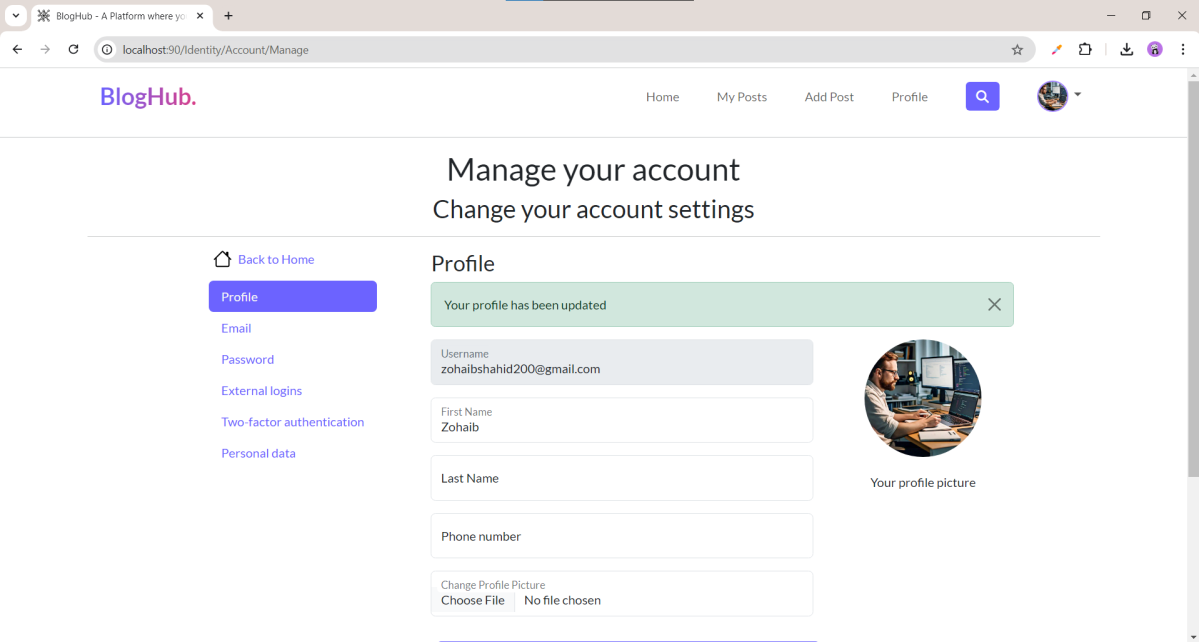 BlogHub - A Platform where yo
localhost:90/Identity/Account/Manage
BlogHub.
Home My Posts Add Post Profile
Manage your account
Change your account settings
Back to Home
Profile
Email
Password
External logins
Two-factor authentication
Personal data
Profile
Your profile has been updated
Username
zohaibshahid200@gmail.com
First Name
Zohaib
Last Name
Phone number
Change Profile Picture
Choose File No file chosen
Your profile picture